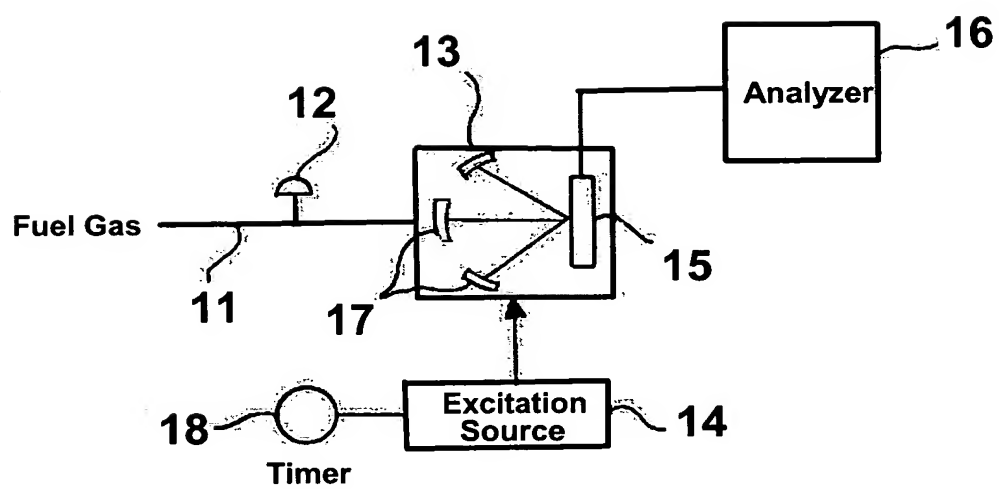 16
13
Analyzer
12
Fuel Gas
15
11
17
Excitation
Source
14
18
Timer